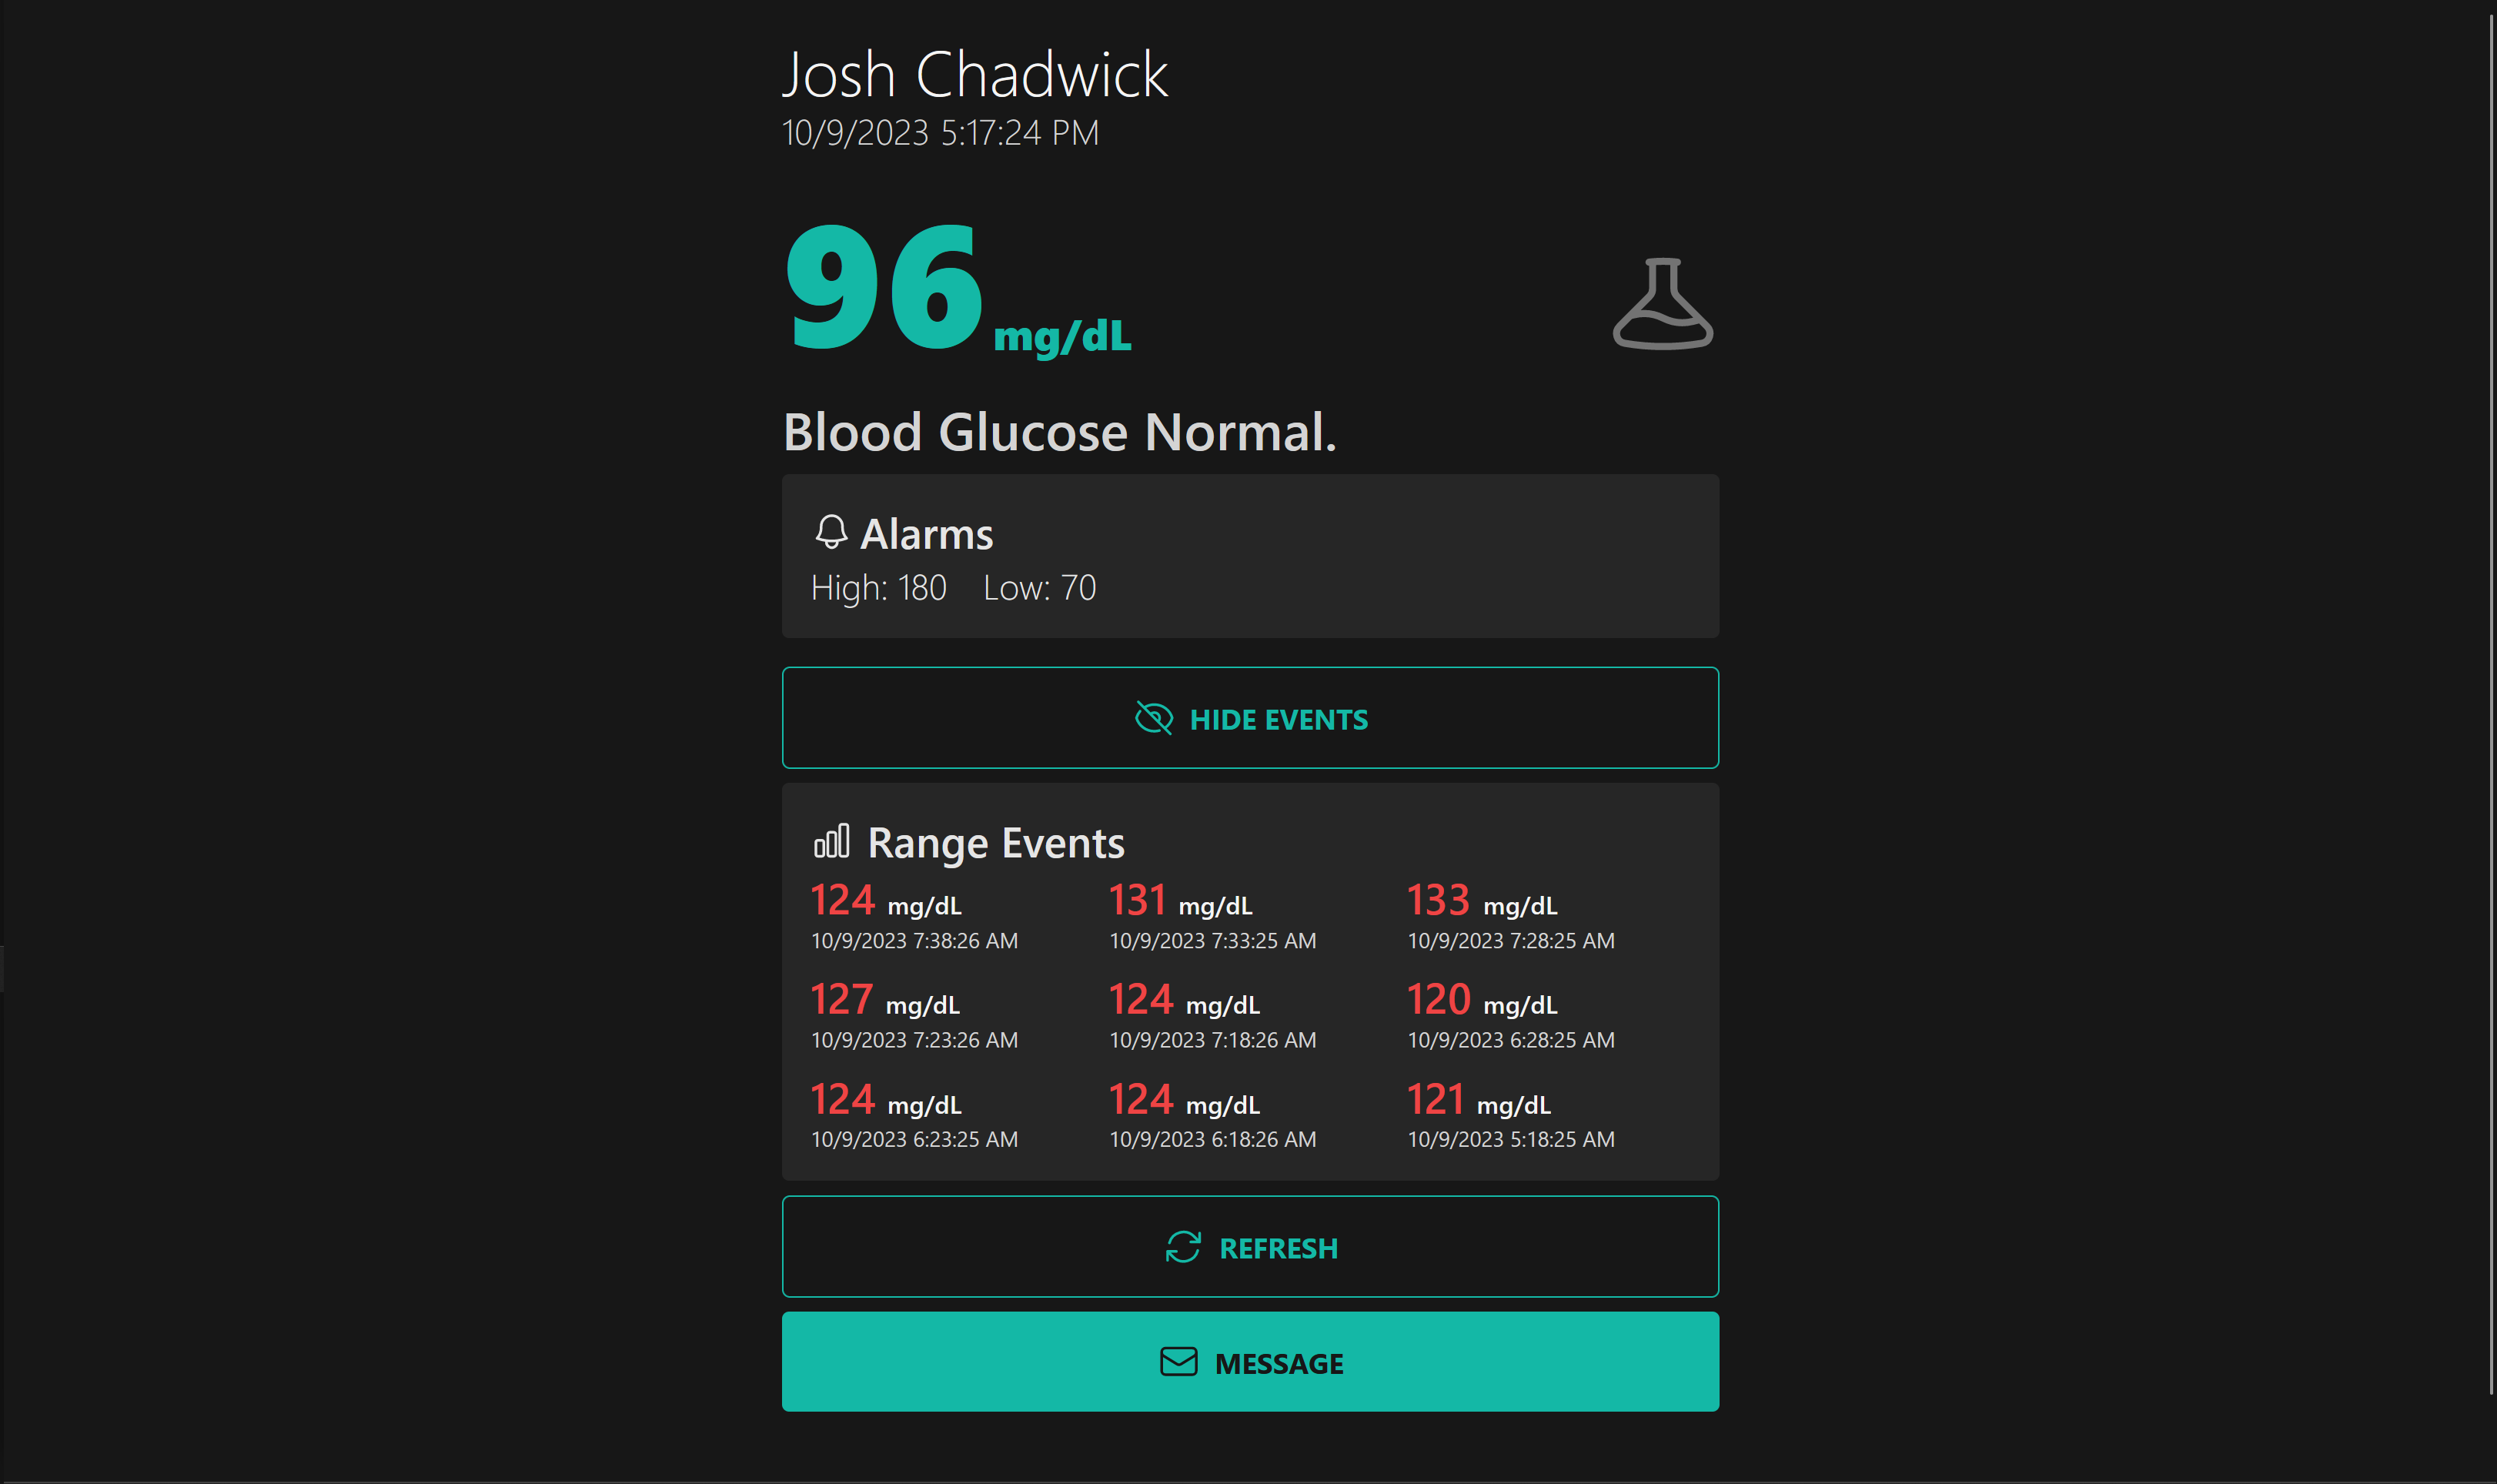 Josh Chadwick
10/9/2023 5:17:24 PM
96 mg/dL
Blood Glucose Normal.
Alarms
High: 180 Low: 70
HIDE EVENTS
Range Events
124 mg/dL 131 mg/dL 133 mg/dL
10/9/2023 7:38:26 AM 10/9/2023 7:33:25 AM 10/9/2023 7:28:25 AM
127 mg/dL 124 mg/dL 120 mg/dL
10/9/2023 7:23:26 AM 10/9/2023 7:18:26 AM 10/9/2023 6:28:25 AM
124 mg/dL 124 mg/dL 121 mg/dL
10/9/2023 6:23:25 AM 10/9/2023 6:18:26 AM 10/9/2023 5:18:25 AM
REFRESH
MESSAGE